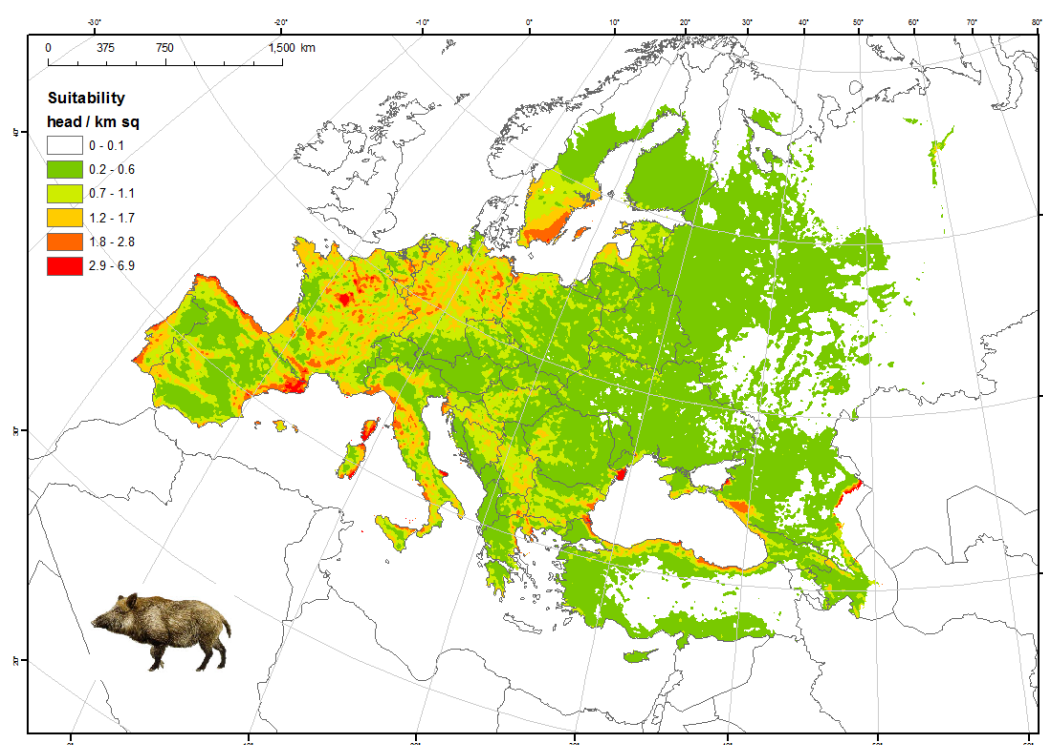 -30° -20° -10° 0° 10° 20° 30° 40° 50° 60° 70° 80°
0 375 750 1,500 km
Suitability
head / km sq
0 - 0.1
0.2 - 0.6
0.7 - 1.1
1.2 - 1.7
1.8 - 2.8
2.9 - 6.9